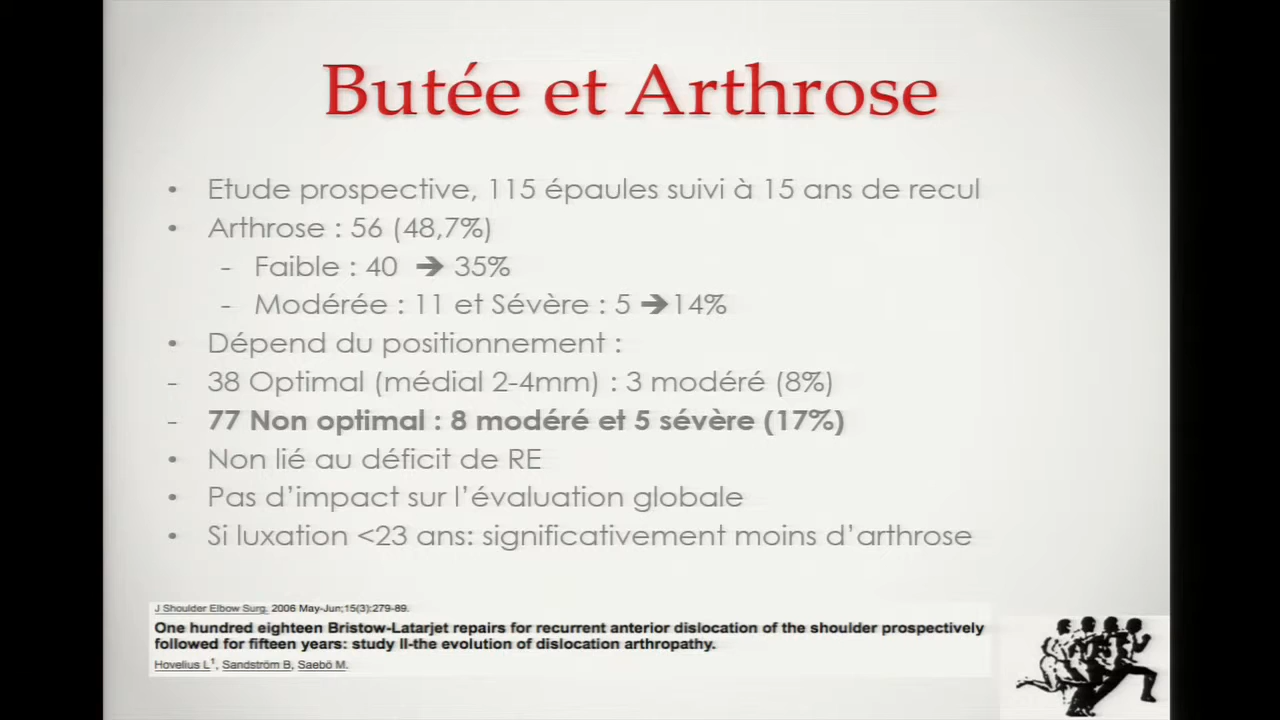 Butée et Arthrose
• Etude prospective, 115 épaules suivi à 15 ans de recul
• Arthrose : 56 (48,7%)
- Faible : 40 ➔ 35%
- Modérée : 11 et Sévère : 5 ➔14%
• Dépend du positionnement :
- 38 Optimal (médial 2-4mm) : 3 modéré (8%)
- 77 Non optimal : 8 modéré et 5 sévère (17%)
• Non lié au déficit de RE
• Pas d’impact sur l’évaluation globale
• Si luxation <23 ans: significativement moins d’arthrose
J Shoulder Elbow Surg. 2006 May-Jun;15(3):279-89.
One hundred eighteen Bristow-Latarjet repairs for recurrent anterior dislocation of the shoulder prospectively
followed for fifteen years: study II-the evolution of dislocation arthropathy.
Hovelius L1, Sandström B, Saebö M.